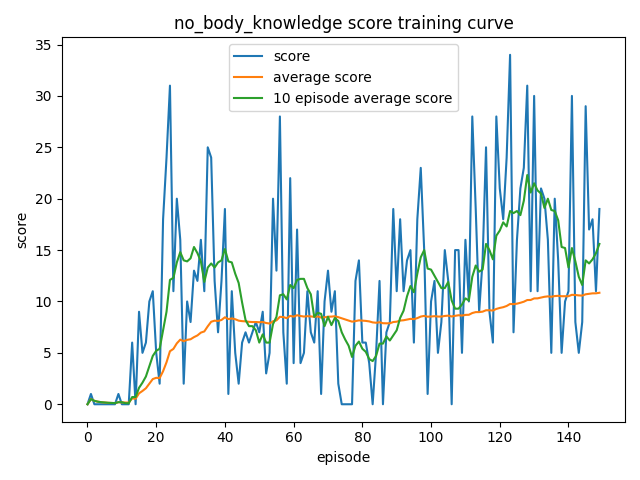 no_body_knowledge score training curve
score
average score
10 episode average score
35
30
25
20
15
10
5
0
score
0 20 40 60 80 100 120 140
episode